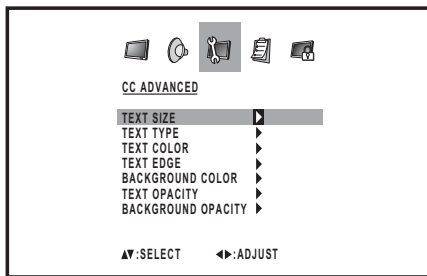 CC ADVANCED
TEXT SIZE
TEXT TYPE
TEXT COLOR
TEXT EDGE
BACKGROUND COLOR
TEXT OPACITY
BACKGROUND OPACITY
▲▼:SELECT ◀▶:ADJUST